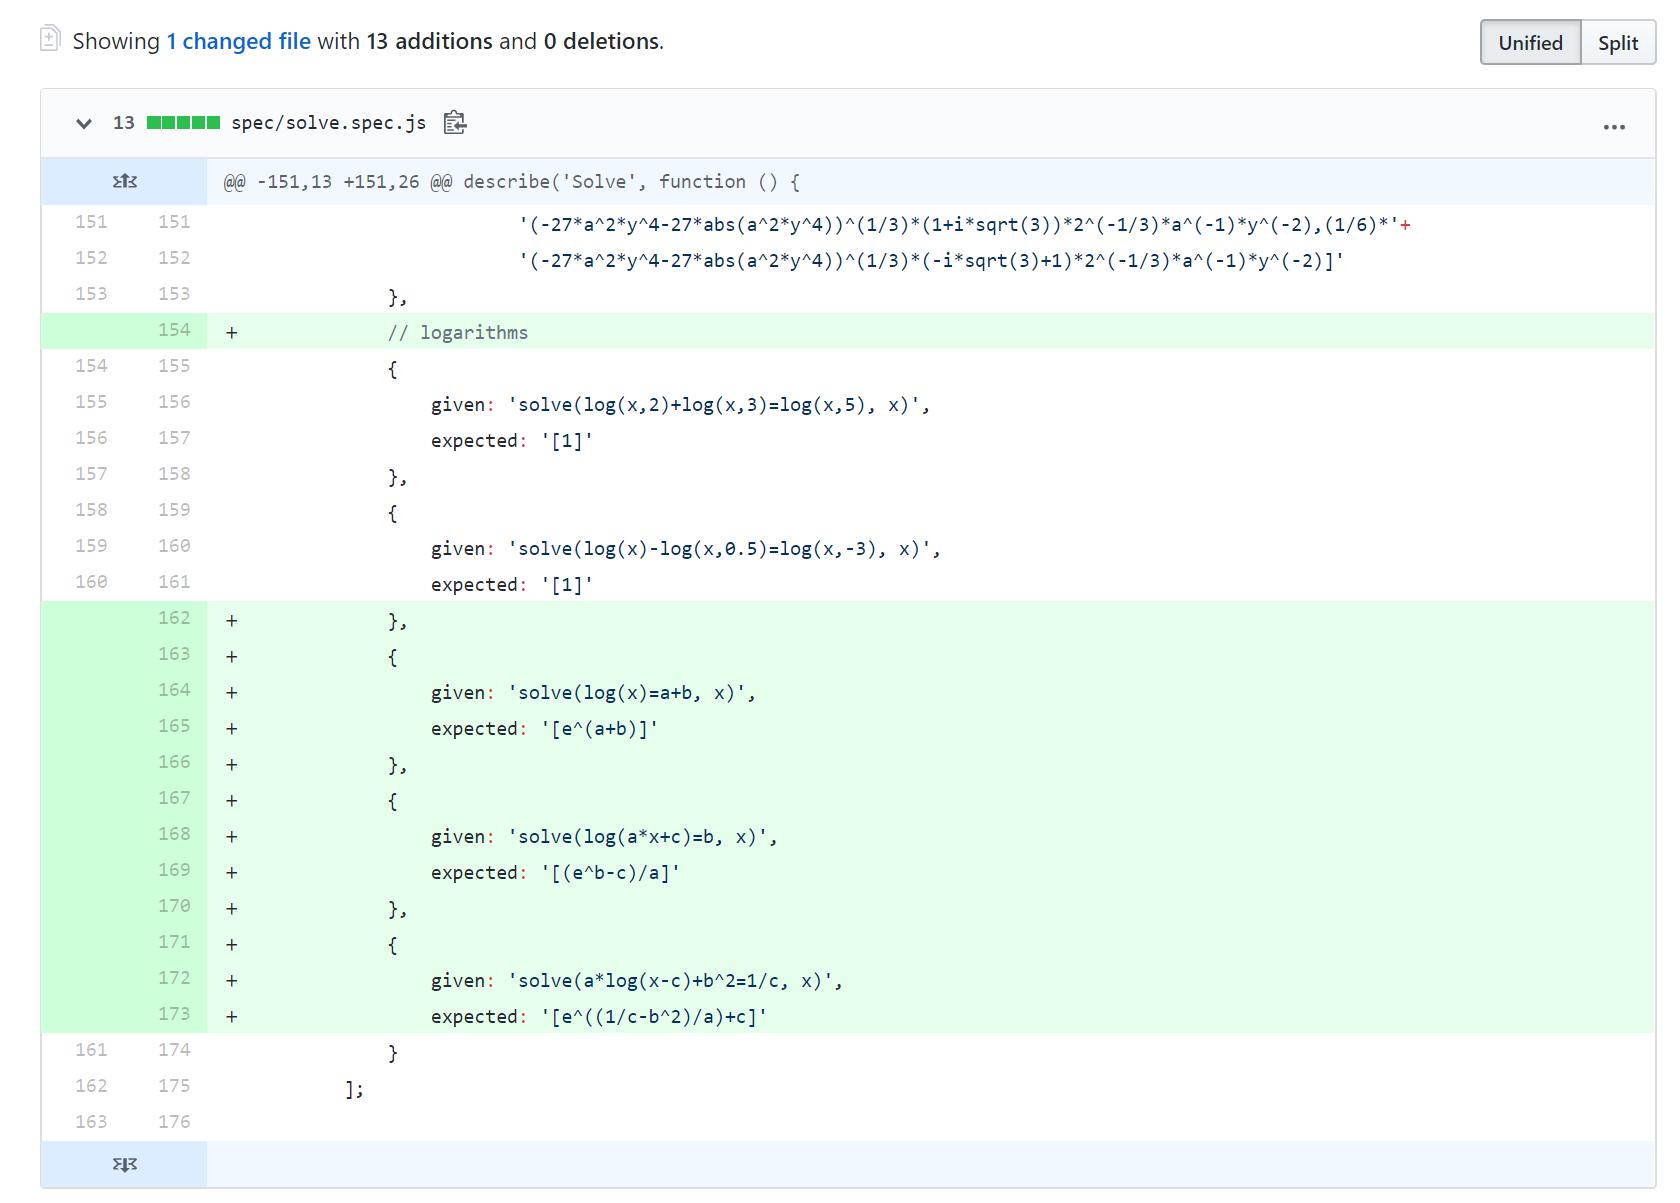 Showing 1 changed file with 13 additions and 0 deletions.
Unified Split
13 spec/solve.spec.js
@@ -151,13 +151,26 @@ describe('Solve', function () {
151 151 '(-27*a^2*y^4-27*abs(a^2*y^4))^(1/3)*(1+i*sqrt(3))*2^(-1/3)*a^(-1)*y^(-2),(1/6)*'+
152 152 '(-27*a^2*y^4-27*abs(a^2*y^4))^(1/3)*(-i*sqrt(3)+1)*2^(-1/3)*a^(-1)*y^(-2)]'
153 153 },
154 + // logarithms
154 155 {
155 156 given: 'solve(log(x,2)+log(x,3)=log(x,5), x)',
156 157 expected: '[1]'
157 158 },
158 159 {
159 160 given: 'solve(log(x)-log(x,0.5)=log(x,-3), x)',
160 161 expected: '[1]'
162 + },
163 + {
164 + given: 'solve(log(x)=a+b, x)',
165 + expected: '[e^(a+b)]'
166 + },
167 + {
168 + given: 'solve(log(a*x+c)=b, x)',
169 + expected: '[(e^b-c)/a]'
170 + },
171 + {
172 + given: 'solve(a*log(x-c)+b^2=1/c, x)',
173 + expected: '[e^((1/c-b^2)/a)+c]'
161 174 }
162 175 ];
163 176